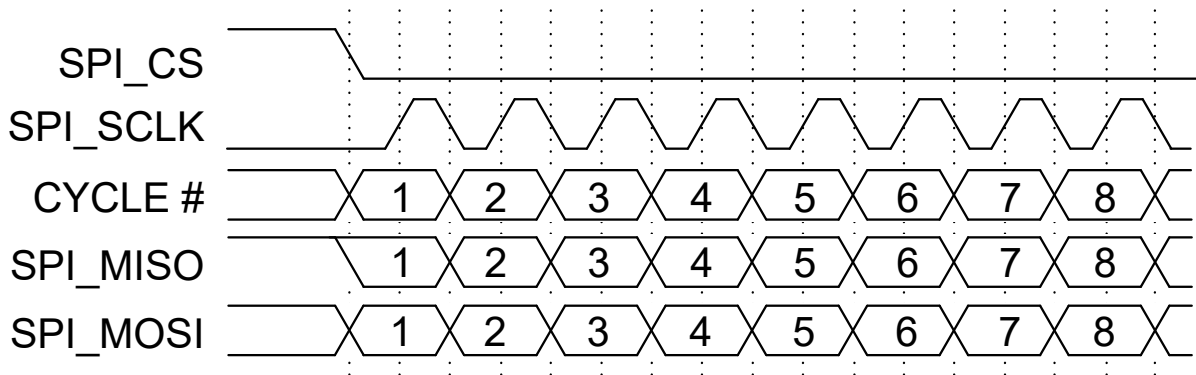 SPI_CS
SPI_SCLK
CYCLE # 1 2 3 4 5 6 7 8
SPI_MISO 1 2 3 4 5 6 7 8
SPI_MOSI 1 2 3 4 5 6 7 8